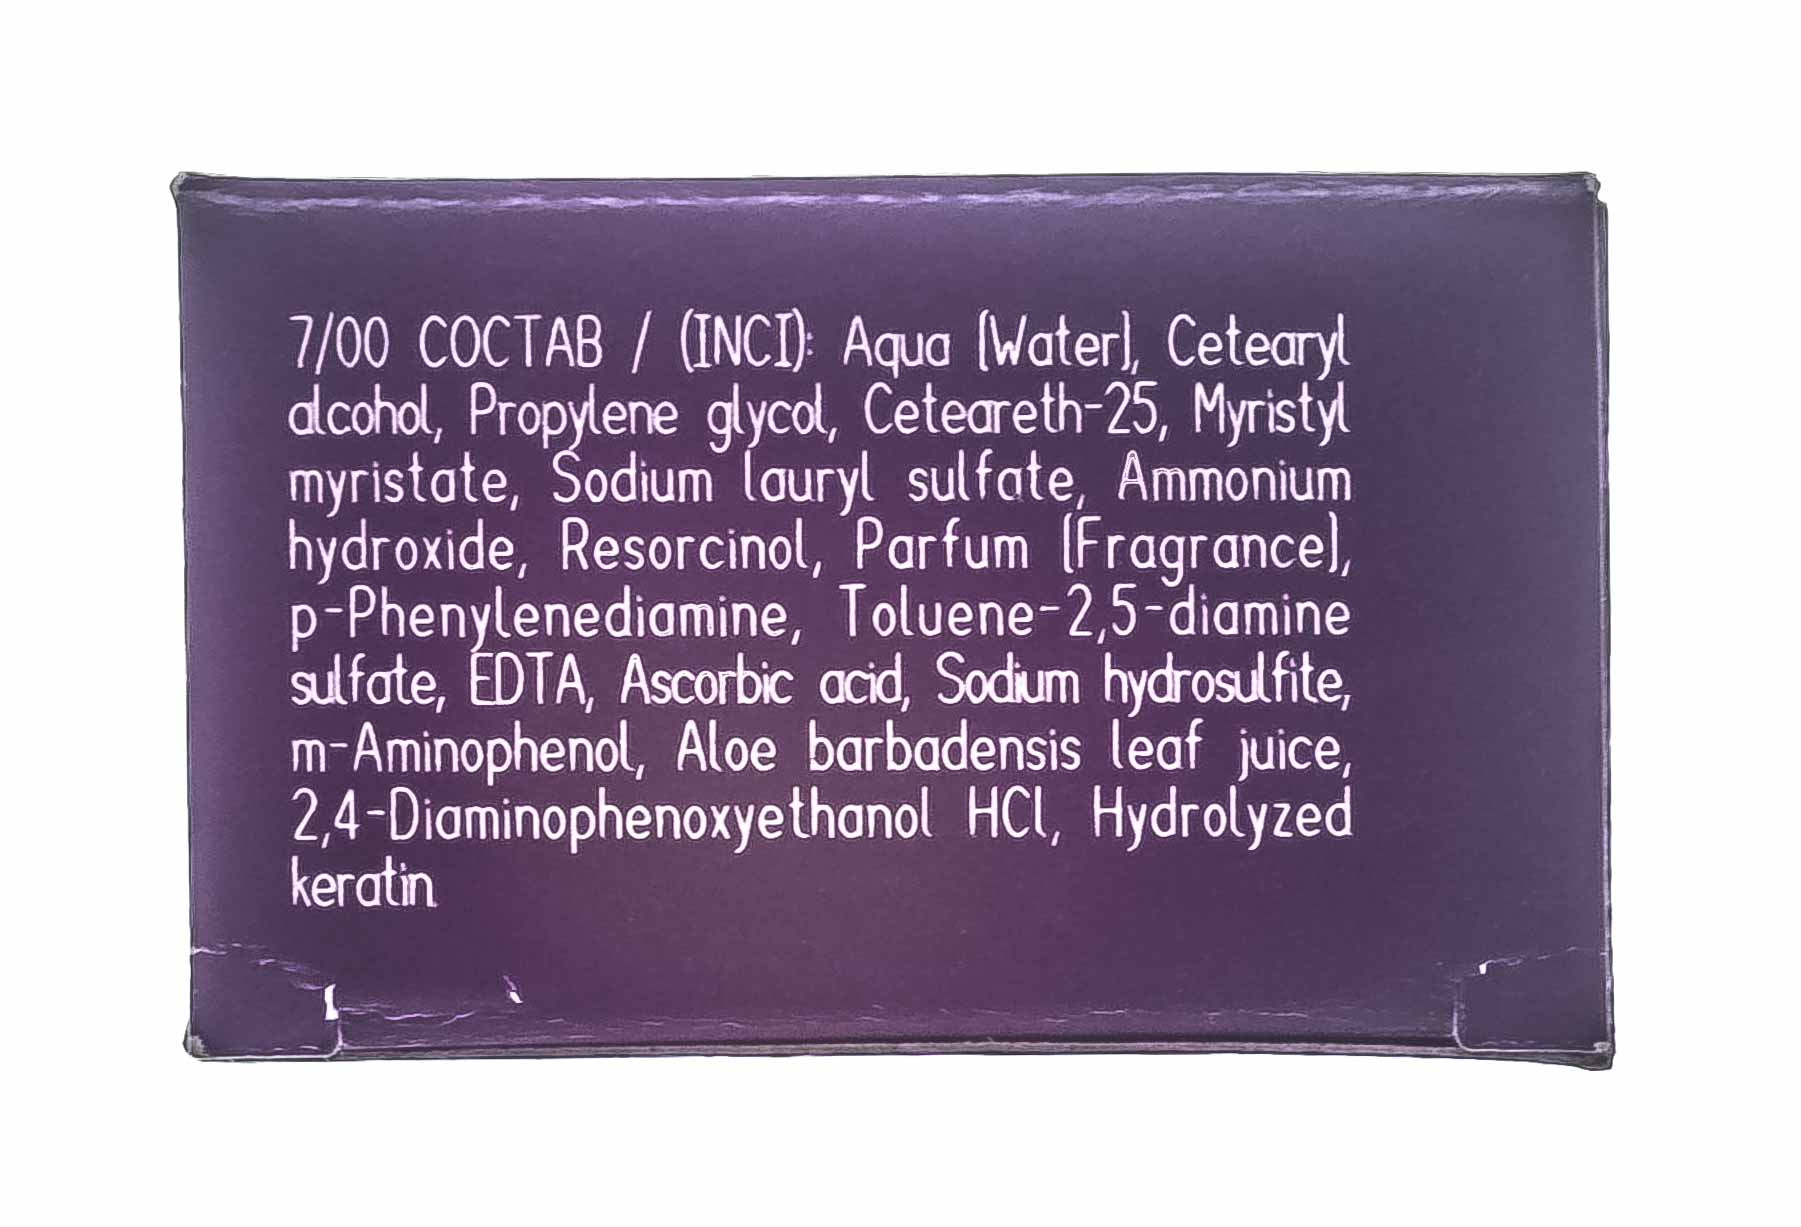 7/00 СОСТАВ / (INCI): Aqua (Water), Cetearyl
alcohol, Propylene glycol, Ceteareth-25, Myristyl
myristate, Sodium lauryl sulfate, Ammonium
hydroxide, Resorcinol, Parfum (Fragrance),
p-Phenylenediamine, Toluene-2,5-diamine
sulfate, EDTA, Ascorbic acid, Sodium hydrosulfite,
m-Aminophenol, Aloe barbadensis leaf juice,
2,4-Diaminophenoxyethanol HCl, Hydrolyzed
keratin.